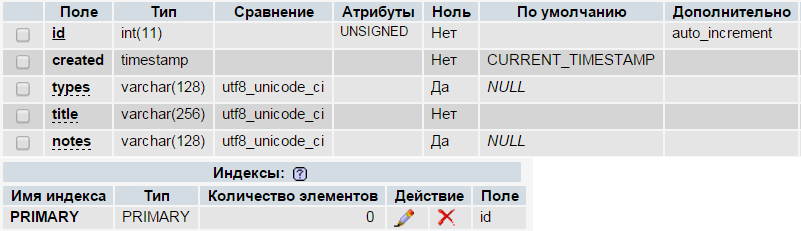 Поле Тип Сравнение Атрибуты Ноль По умолчанию Дополнительно
id int(11) UNSIGNED Нет auto_increment
created timestamp Нет CURRENT_TIMESTAMP
types varchar(128) utf8_unicode_ci Да NULL
title varchar(256) utf8_unicode_ci Нет
notes varchar(128) utf8_unicode_ci Да NULL
Индексы: ?
Имя индекса Тип Количество элементов Действие Поле
PRIMARY PRIMARY 0 id